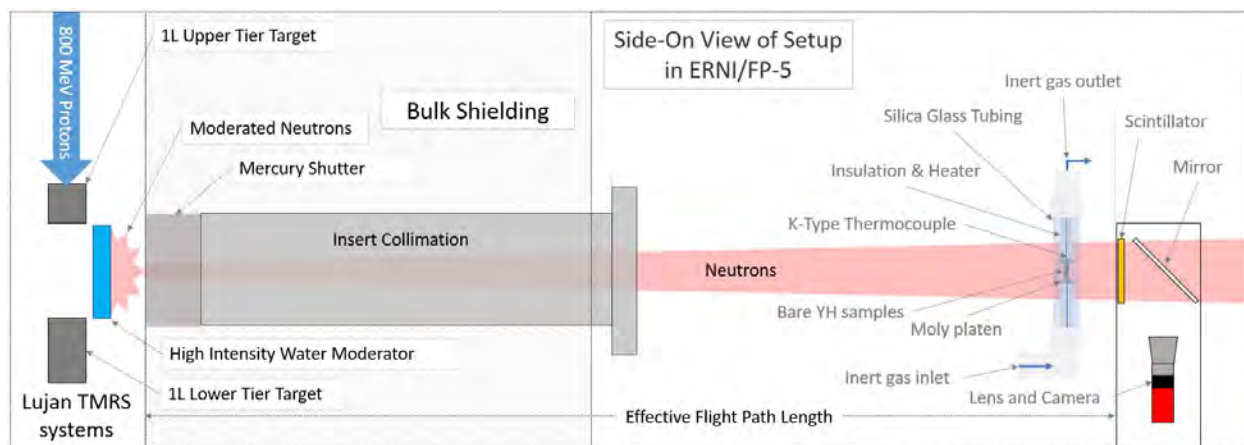 800 MeV Protons
1L Upper Tier Target
Moderated Neutrons
Mercury Shutter
Bulk Shielding
Insert Collimation
High Intensity Water Moderator
1L Lower Tier Target
Lujan TMRS
systems
Side-On View of Setup
in ERNI/FP-5
Inert gas outlet
Silica Glass Tubing
Scintillator
Insulation & Heater
Mirror
K-Type Thermocouple
Neutrons
Bare YH samples
Moly platen
Inert gas inlet
Lens and Camera
Effective Flight Path Length